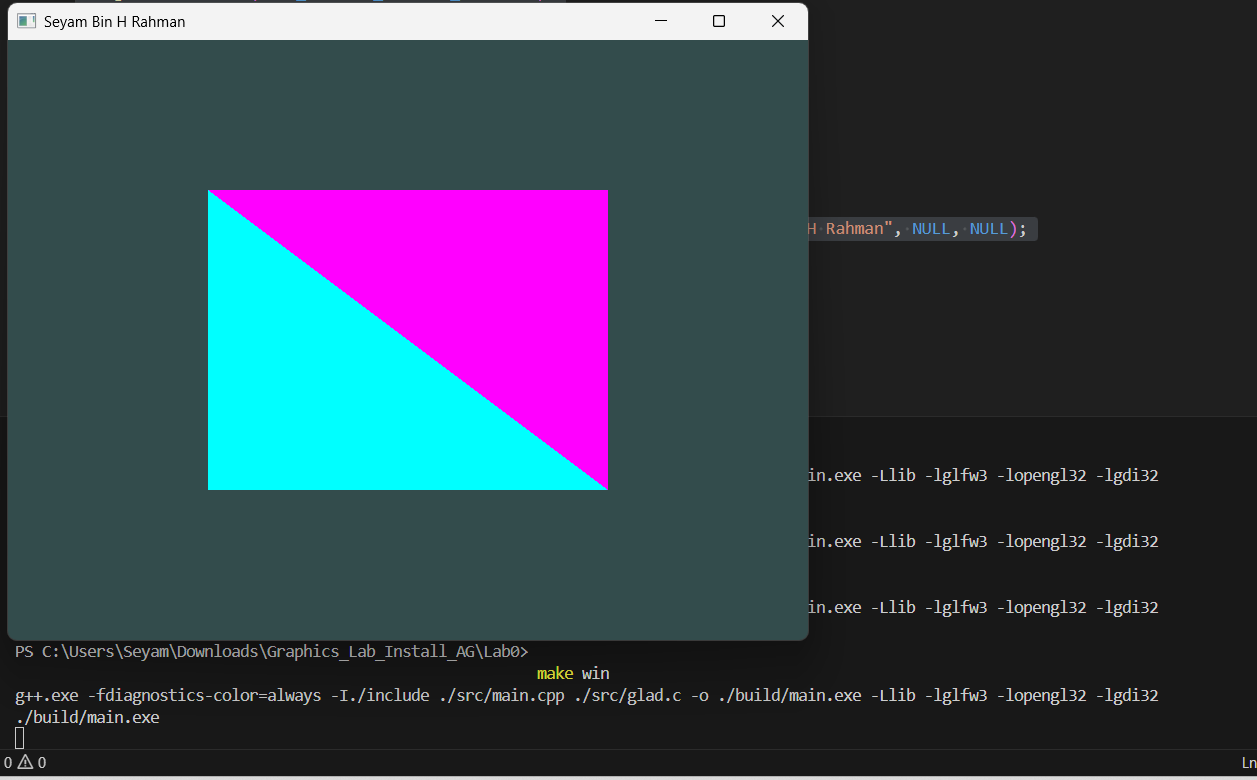 Seyam Bin H Rahman
H Rahman", NULL, NULL);
in.exe -Llib -lglfw3 -lopengl32 -lgdi32
in.exe -Llib -lglfw3 -lopengl32 -lgdi32
in.exe -Llib -lglfw3 -lopengl32 -lgdi32
PS C:\Users\Seyam\Downloads\Graphics_Lab_Install_AG\Lab0>
make win
g++.exe -fdiagnostics-color=always -I./include ./src/main.cpp ./src/glad.c -o ./build/main.exe -Llib -lglfw3 -lopengl32 -lgdi32
./build/main.exe
0 0
Ln